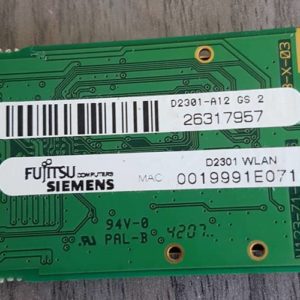 D2301-A12 GS 2
26317957
FUJITSU COMPUTERS
SIEMENS
D2301 WLAN
MAC 0019991E071
94V-0
PAL-B
4207